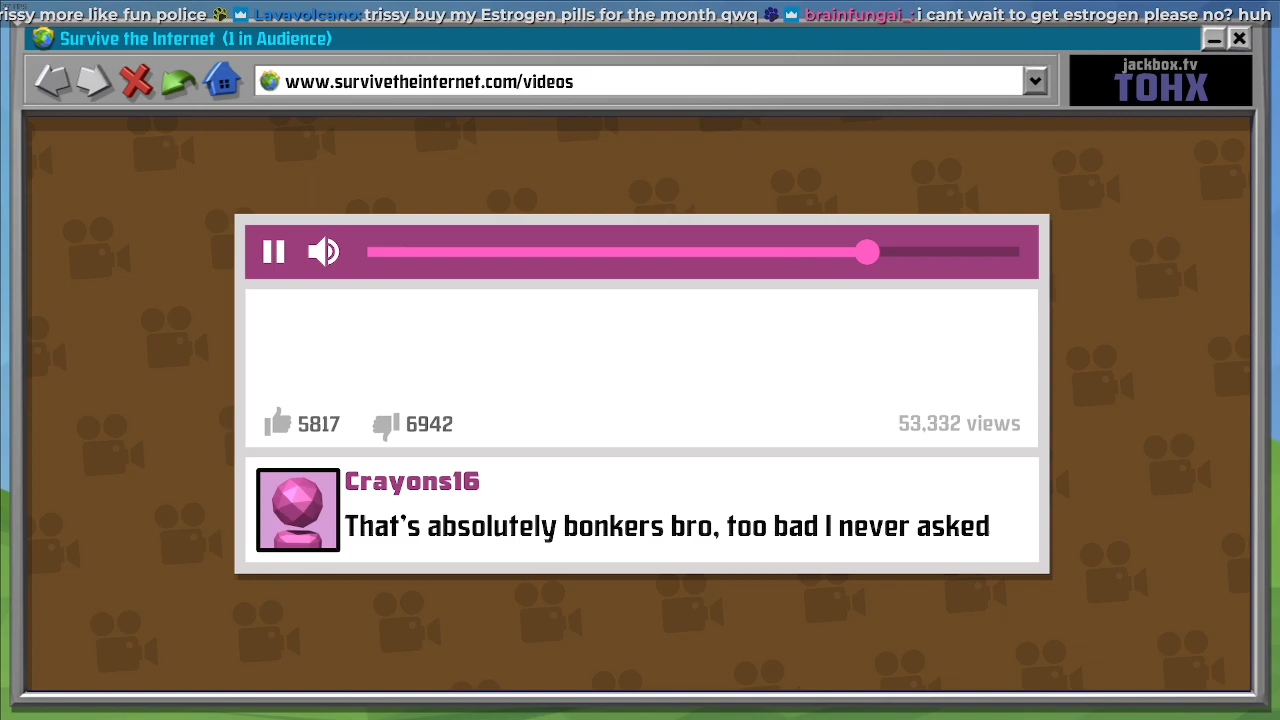 rissy more like fun police Lavavolcano: trissy buy my Estrogen pills for the month qwq brainfungai_: i cant wait to get estrogen please no? huh
Survive the Internet (1 in Audience)
www.survivetheinternet.com/videos
jackbox.tv
TOHX
5817 6942 53,332 views
Crayons16
That's absolutely bonkers bro, too bad I never asked